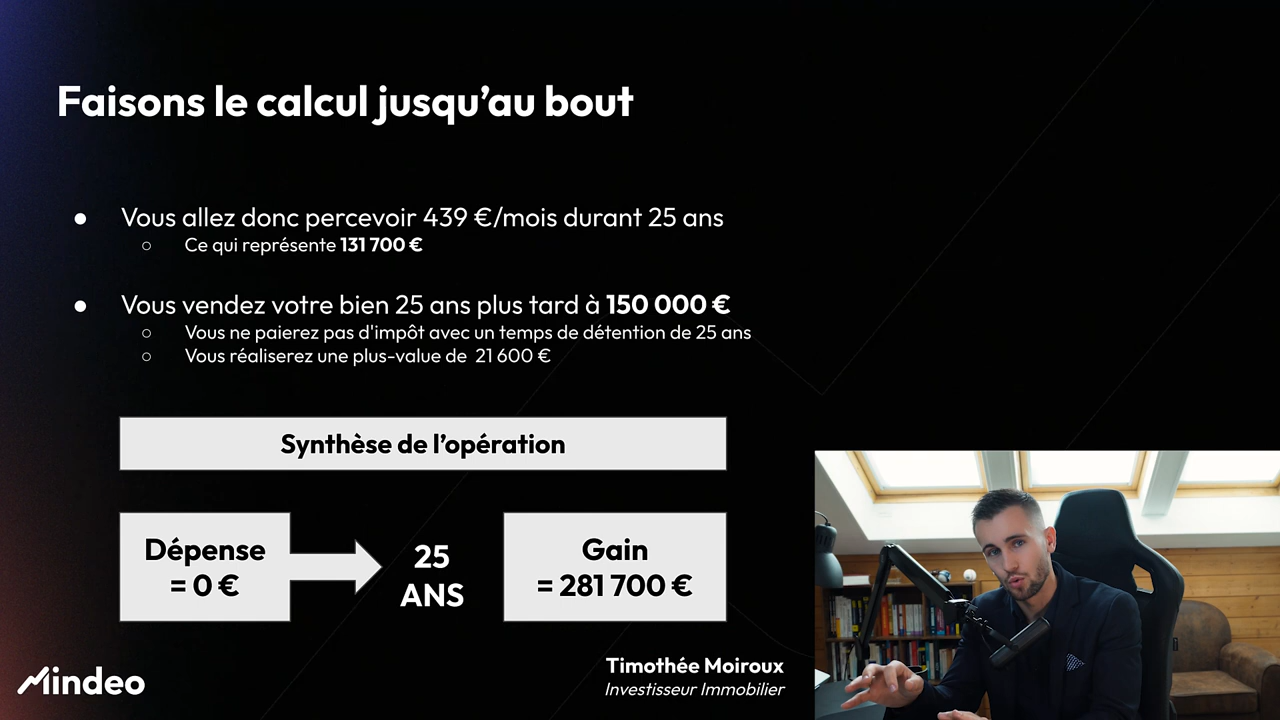 Faisons le calcul jusqu'au bout
● Vous allez donc percevoir 439 €/mois durant 25 ans
○ Ce qui représente 131 700 €
● Vous vendez votre bien 25 ans plus tard à 150 000 €
○ Vous ne paierez pas d'impôt avec un temps de détention de 25 ans
○ Vous réaliserez une plus-value de 21 600 €
Synthèse de l'opération
Dépense
= 0 €
25
ANS
Gain
= 281 700 €
Mindeo
Timothée Moiroux
Investisseur Immobilier